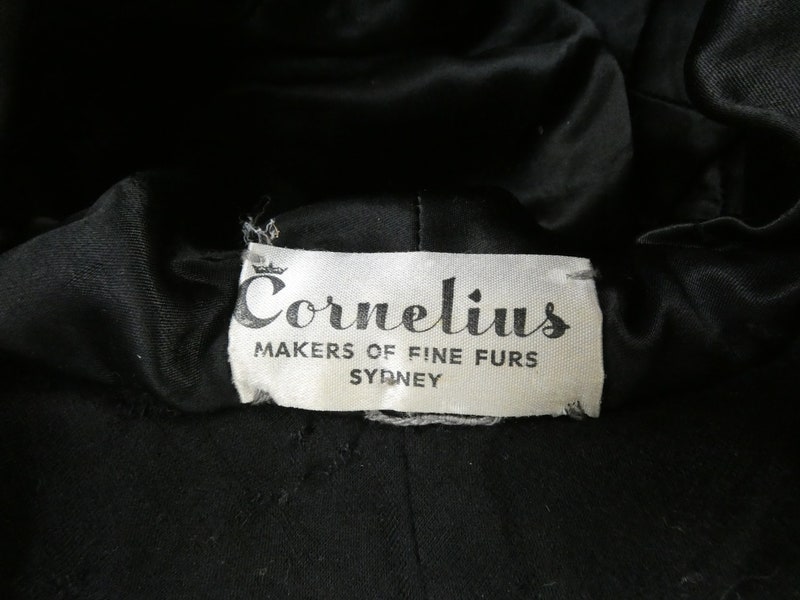 Cornelius
MAKERS OF FINE FURS
SYDNEY